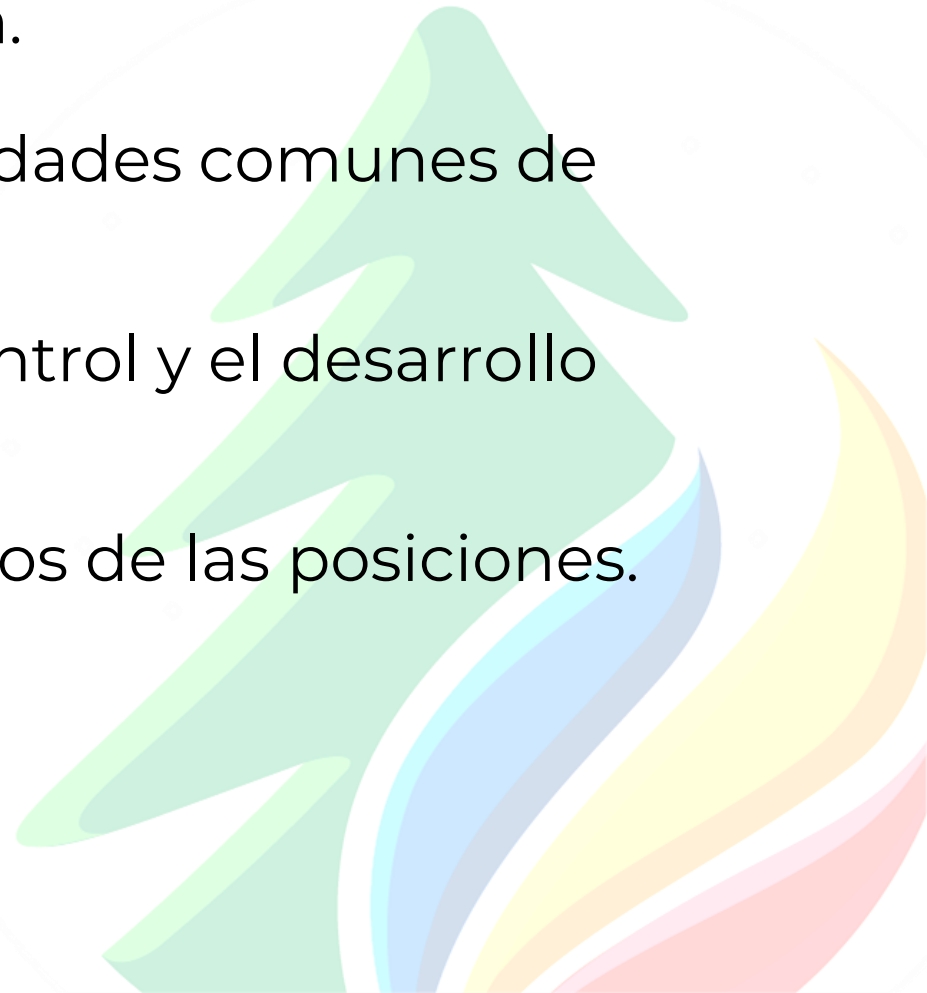 dades comunes de
ntrol y el desarrollo
os de las posiciones.